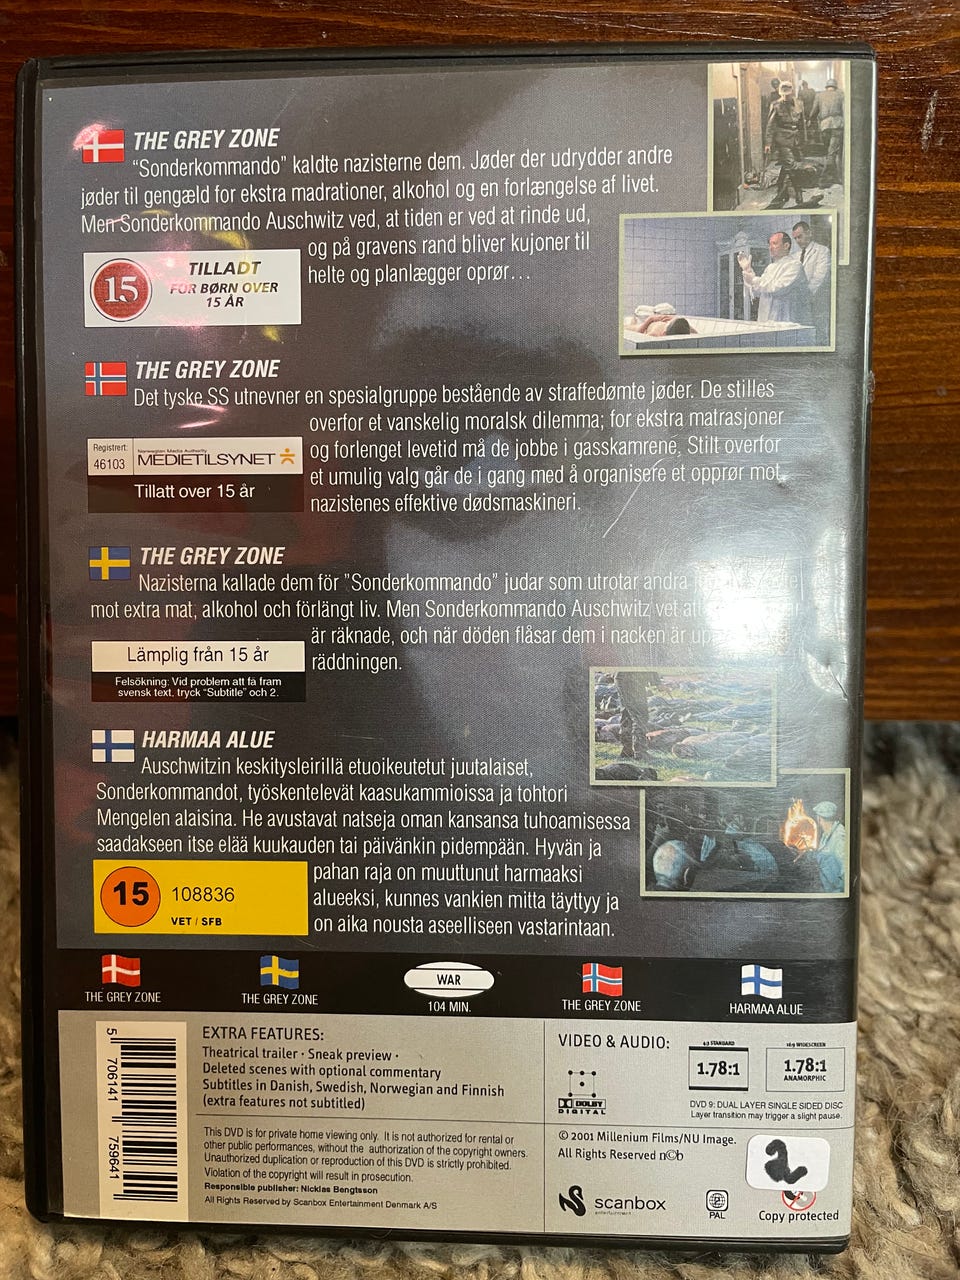 THE GREY ZONE
"Sonderkommando" kaldte nazisterne dem. Jøder der udrydder andre
jøder til gengæld for ekstra madrationer, alkohol og en forlængelse af livet.
Men Sonderkommando Auschwitz ved, at tiden er ved at rinde ud,
og på gravens rand bliver kujoner til
helte og planlægger oprør...
15
TILLADT
FOR BØRN OVER
15 ÅR
THE GREY ZONE
Det tyske SS utnevner en spesialgruppe bestående av straffedømte jøder. De stilles
overfor et vanskelig moralsk dilemma; for ekstra matrasjoner
og forlenget levetid må de jobbe i gasskamrene. Stilt overfor
et umulig valg går de i gang med å organisere et opprør mot
nazistenes effektive dødsmaskineri.
Registrert:
46103
Norwegian Media Authority
MEDIETILSYNET
Tillatt over 15 år
THE GREY ZONE
Nazisterna kallade dem för "Sonderkommando" judar som utrotar andra
mot extra mat, alkohol och förlängt liv. Men Sonderkommando Auschwitz vet att
är räknade, och när döden flåsar dem i nacken är
räddningen.
Lämplig från 15 år
Felsökning: Vid problem att få fram
svensk text, tryck "Subtitle" och 2.
HARMAA ALUE
Auschwitzin keskitysleirillä etuoikeutetut juutalaiset,
Sonderkommandot, työskentelevät kaasukammioissa ja tohtori
Mengelen alaisina. He avustavat natseja oman kansansa tuhoamisessa
saadakseen itse elää kuukauden tai päivänkin pidempään. Hyvän ja
pahan raja on muuttunut harmaaksi
alueeksi, kunnes vankien mitta täyttyy ja
on aika nousta aseelliseen vastarintaan.
15
108836
VET / SFB
THE GREY ZONE
THE GREY ZONE
WAR
104 MIN.
THE GREY ZONE
HARMAA ALUE
5 706141 759641
EXTRA FEATURES:
Theatrical trailer · Sneak preview ·
Deleted scenes with optional commentary
Subtitles in Danish, Swedish, Norwegian and Finnish
(extra features not subtitled)
This DVD is for private home viewing only. It is not authorized for rental or
other public performances, without the authorization of the copyright owners.
Unauthorized duplication or reproduction of this DVD is strictly prohibited.
Violation of the copyright will result in prosecution.
Responsible publisher: Nicklas Bengtsson
All Rights Reserved by Scanbox Entertainment Denmark A/S
VIDEO & AUDIO:
DOLBY
DIGITAL
4:3 STANDARD
1.78:1
16:9 WIDESCREEN
1.78:1
ANAMORPHIC
DVD 9: DUAL LAYER SINGLE SIDED DISC
Layer transition may trigger a slight pause.
© 2001 Millenium Films/NU Image.
All Rights Reserved n©b
scanbox
entertainment
2
PAL
Copy protected